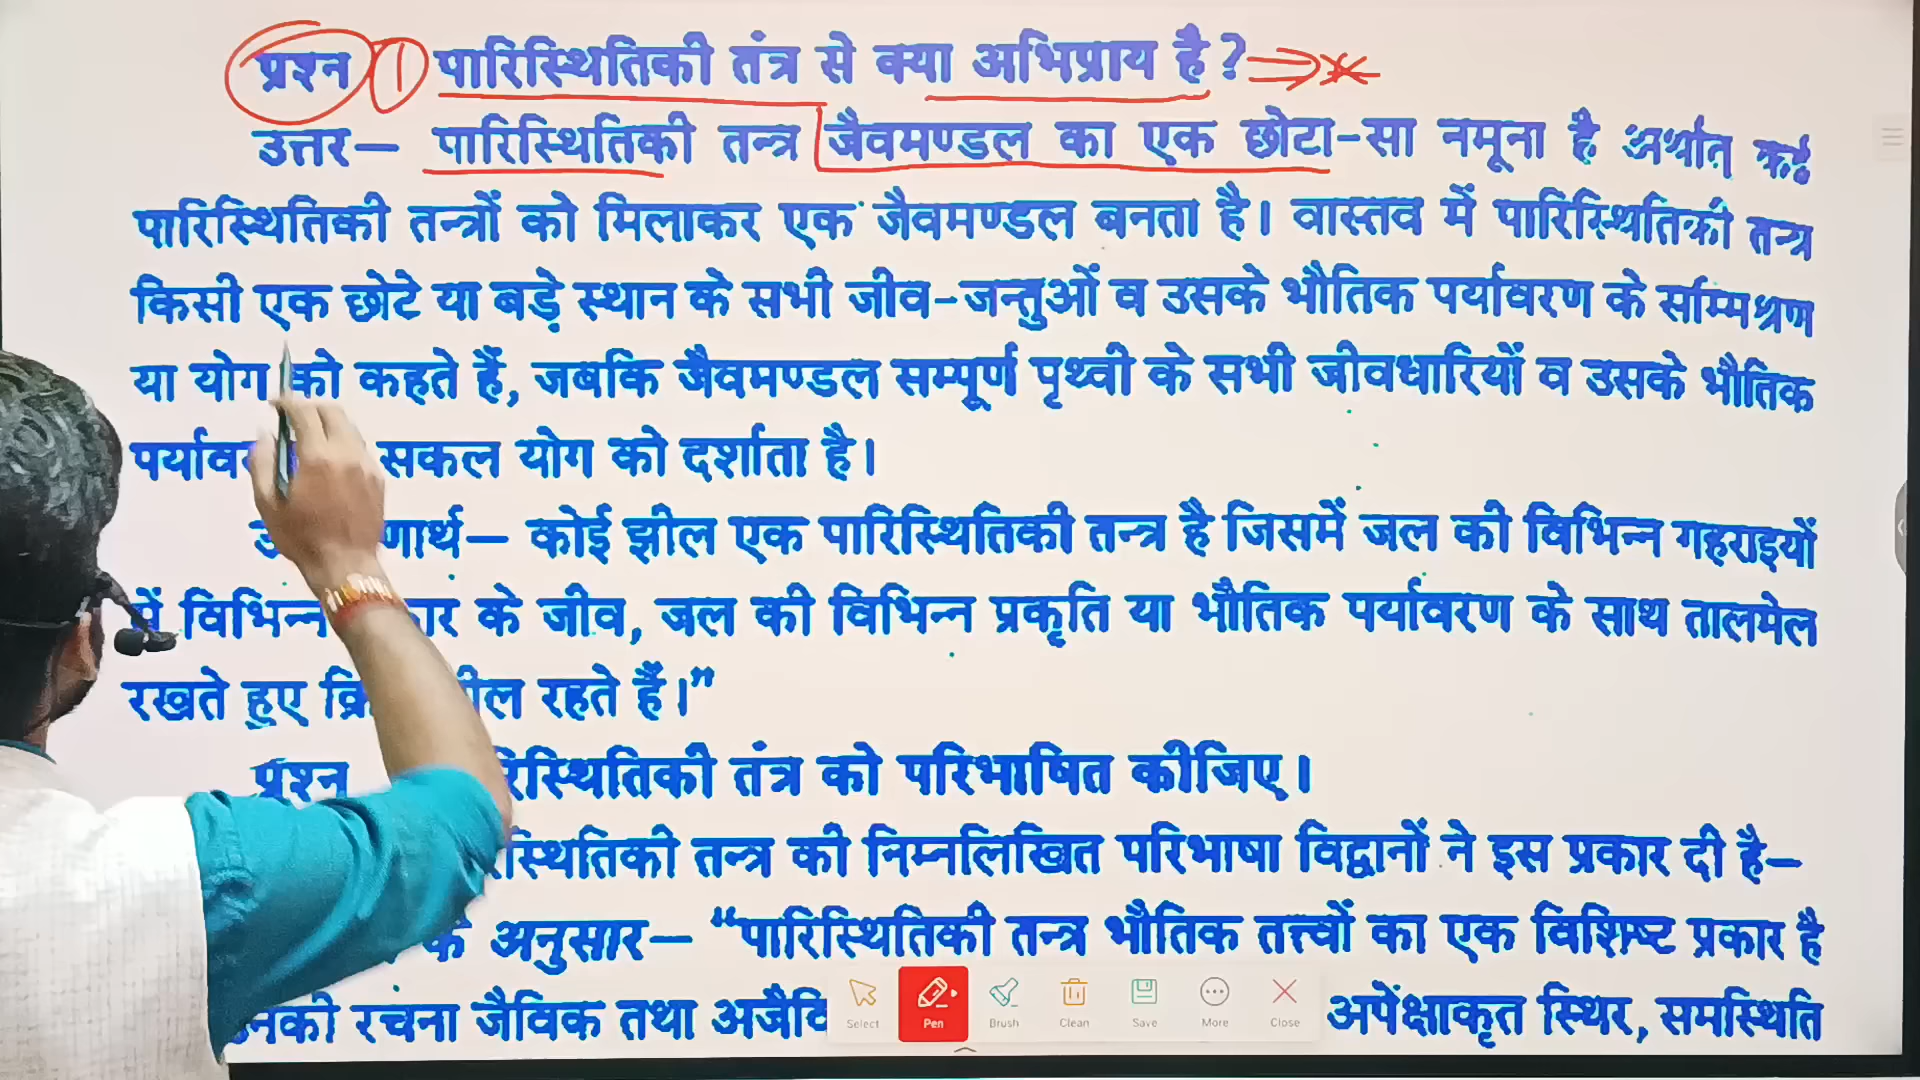 प्रश्न 1 पारिस्थितिकी तंत्र से क्या अभिप्राय है?
उत्तर— पारिस्थितिकी तन्त्र जैवमण्डल का एक छोटा-सा नमूना है अर्थात् कई
पारिस्थितिकी तन्त्रों को मिलाकर एक जैवमण्डल बनता है। वास्तव में पारिस्थितिकी तन्त्र
किसी एक छोटे या बड़े स्थान के सभी जीव-जन्तुओं व उसके भौतिक पर्यावरण के सम्मिश्रण
या योग को कहते हैं, जबकि जैवमण्डल सम्पूर्ण पृथ्वी के सभी जीवधारियों व उसके भौतिक
सकल योग को दर्शाता है।
कोई झील एक पारिस्थितिकी तन्त्र है जिसमें जल की विभिन्न गहराइयों
में विभिन्न के जीव, जल की विभिन्न प्रकृति या भौतिक पर्यावरण के साथ तालमेल
रखते हुए रहते हैं।”
प्रश्न तंत्र को परिभाषित कीजिए।
तन्त्र की निम्नलिखित परिभाषा विद्वानों ने इस प्रकार दी है—
के अनुसार— “पारिस्थितिकी तन्त्र भौतिक तत्त्वों का एक विशिष्ट प्रकार है
रचना जैविक तथा अपेक्षाकृत स्थिर, समस्थिति
Select Pen Brush Clean Save More Close